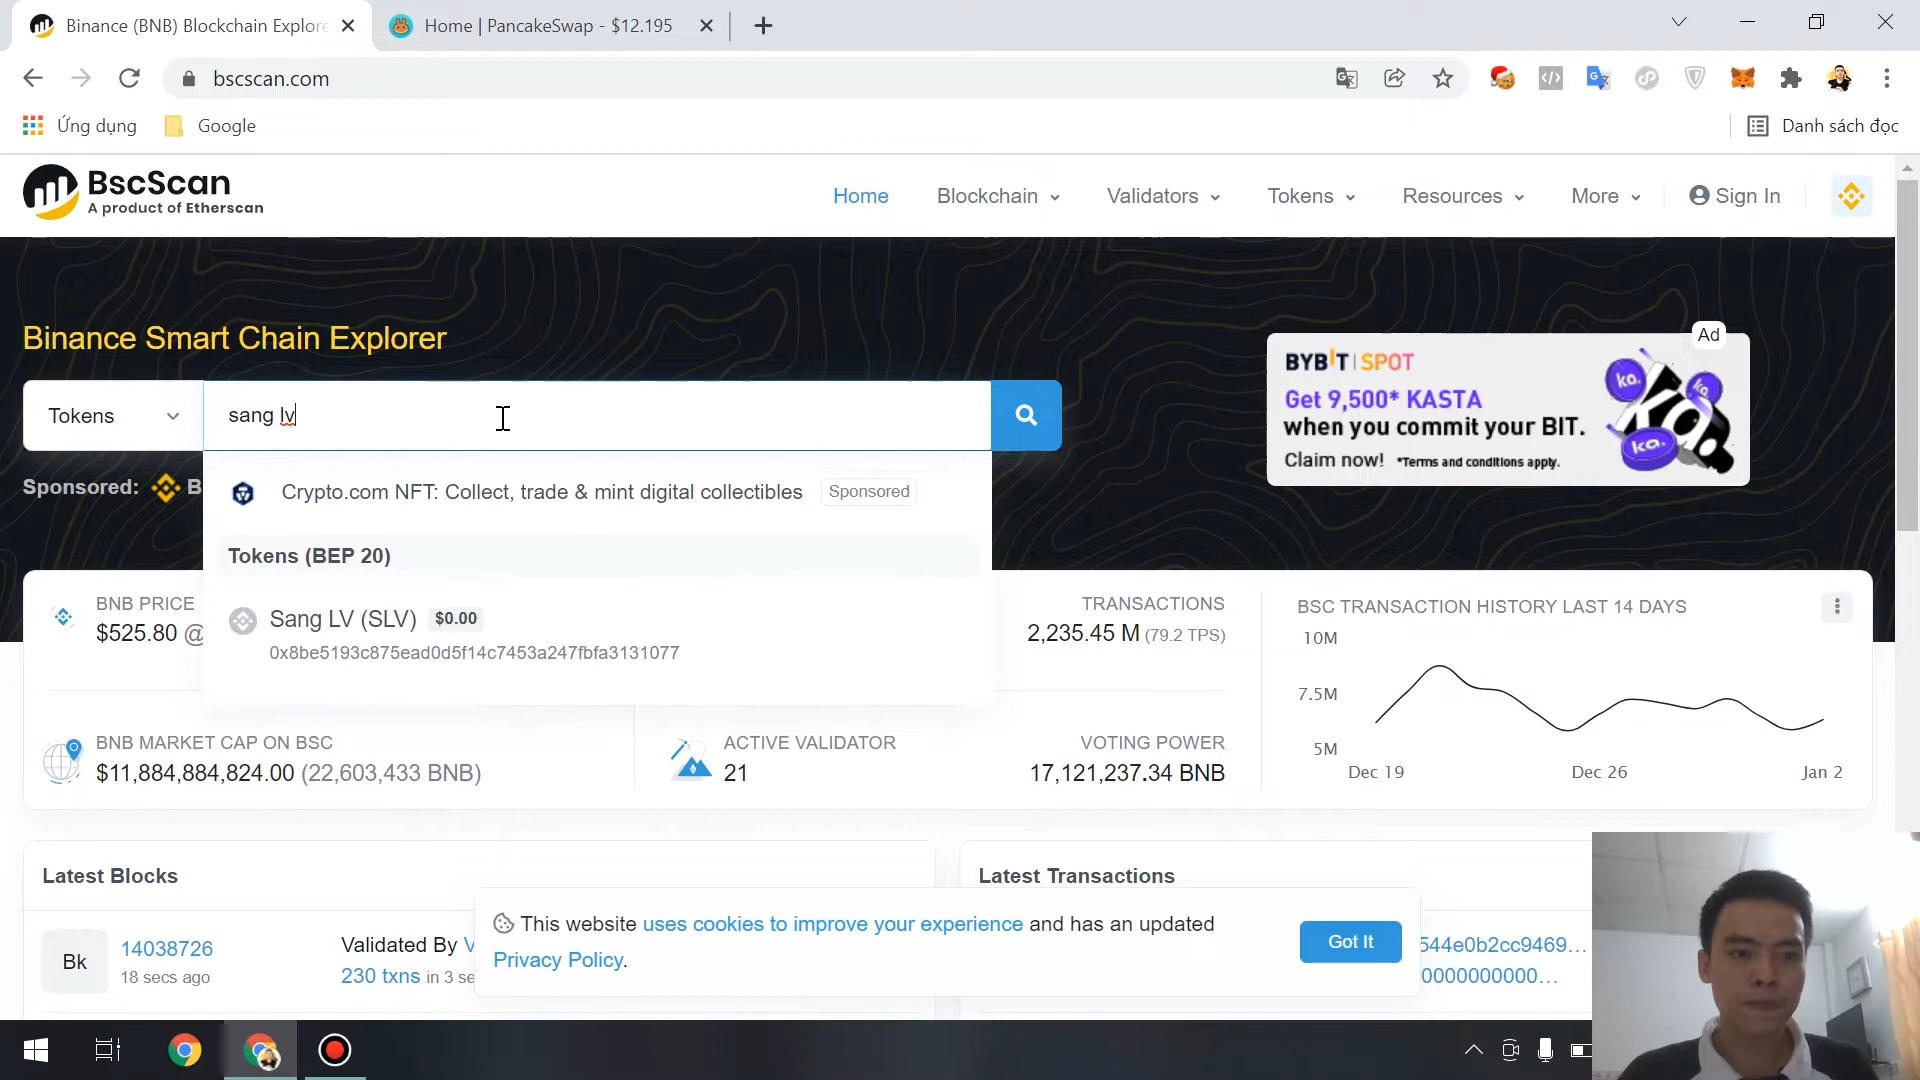 Binance (BNB) Blockchain Explore
Home | PancakeSwap - $12.195
bscscan.com
Ứng dụng
Google
Danh sách đọc
BscScan
A product of Etherscan
Home
Blockchain
Validators
Tokens
Resources
More
Sign In
Binance Smart Chain Explorer
Tokens
sang lv
Ad
BYBIT | SPOT
Get 9,500* KASTA
when you commit your BIT.
Claim now! *Terms and conditions apply.
Sponsored: B
Crypto.com NFT: Collect, trade & mint digital collectibles
Sponsored
Tokens (BEP 20)
Sang LV (SLV) $0.00
0x8be5193c875ead0d5f14c7453a247fbfa3131077
BNB PRICE
$525.80 @
TRANSACTIONS
2,235.45 M (79.2 TPS)
BNB MARKET CAP ON BSC
$11,884,884,824.00 (22,603,433 BNB)
ACTIVE VALIDATOR
21
VOTING POWER
17,121,237.34 BNB
BSC TRANSACTION HISTORY LAST 14 DAYS
10M
7.5M
5M
Dec 19
Dec 26
Jan 2
Latest Blocks
Bk
14038726
18 secs ago
Validated By V
230 txns in 3 se
Latest Transactions
544e0b2cc9469...
0000000000...
This website uses cookies to improve your experience and has an updated
Privacy Policy.
Got It